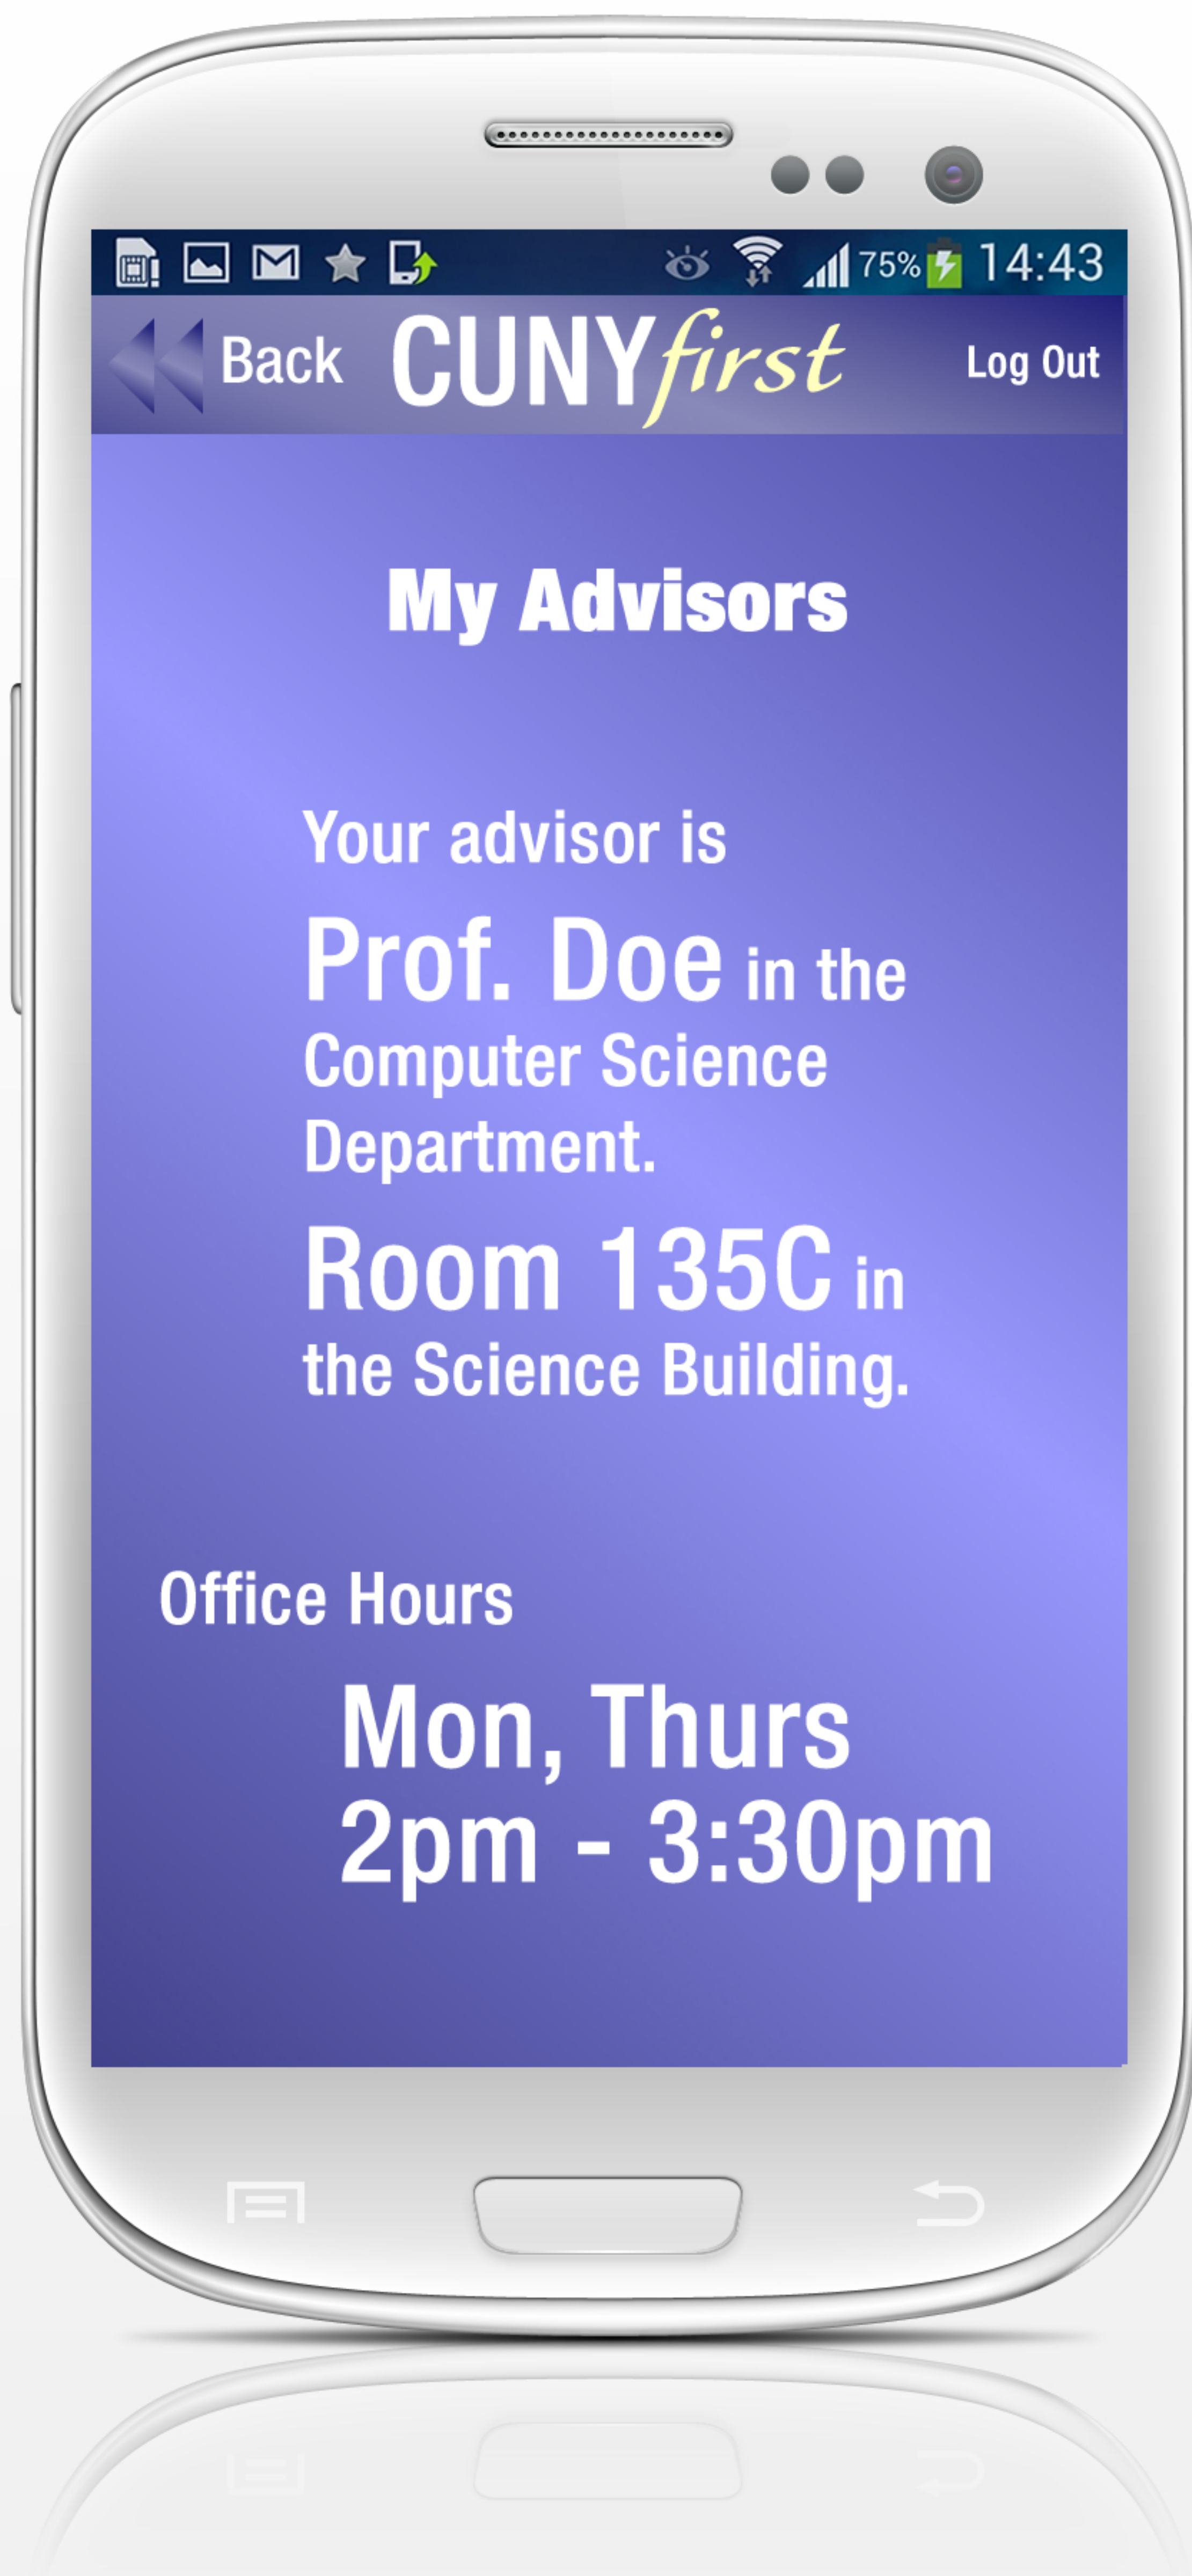 75% 14:43
Back CUNYfirst Log Out
My Advisors
Your advisor is
Prof. Doe in the
Computer Science
Department.
Room 135C in
the Science Building.
Office Hours
Mon, Thurs
2pm - 3:30pm